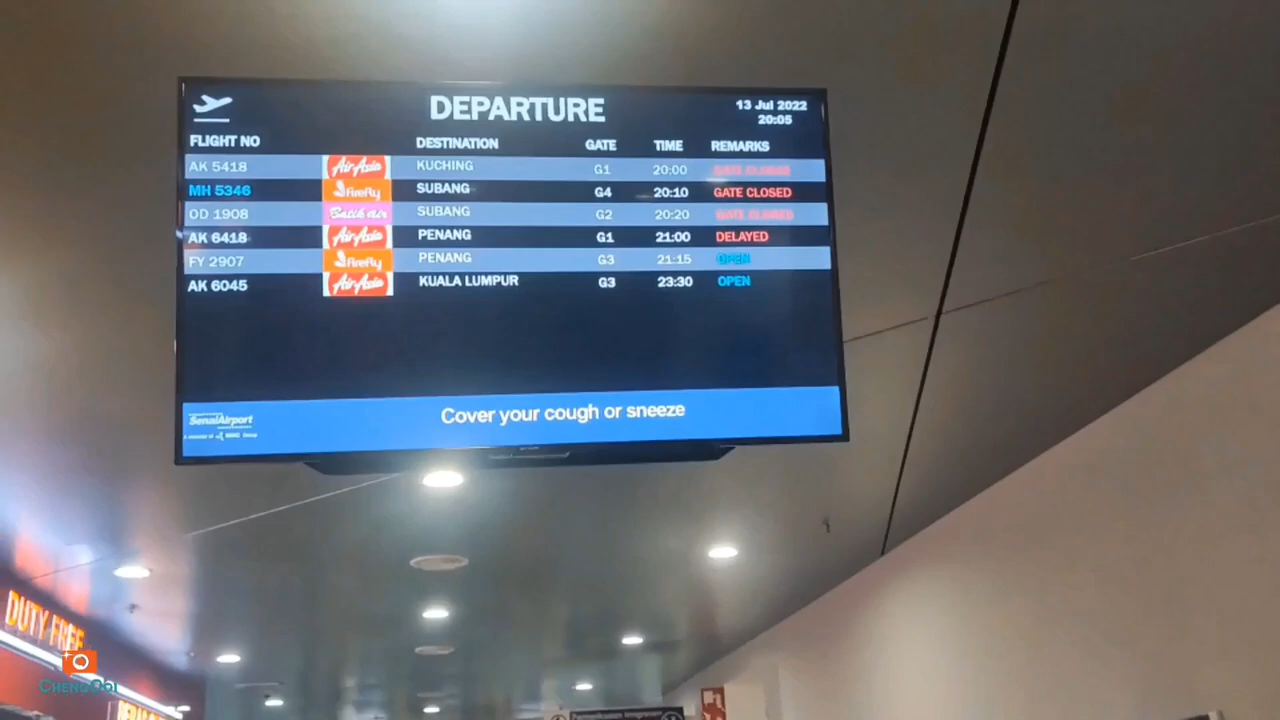 DEPARTURE
13 Jul 2022
20:05
FLIGHT NO DESTINATION GATE TIME REMARKS
AK 5418 AirAsia KUCHING G1 20:00 GATE CLOSED
MH 5346 firefly SUBANG G4 20:10 GATE CLOSED
OD 1908 Batik Air SUBANG G2 20:20 GATE CLOSED
AK 6418 AirAsia PENANG G1 21:00 DELAYED
FY 2907 firefly PENANG G3 21:15 OPEN
AK 6045 AirAsia KUALA LUMPUR G3 23:30 OPEN
SenaiAirport
Cover your cough or sneeze
DUTY FREE
CHENGQOI